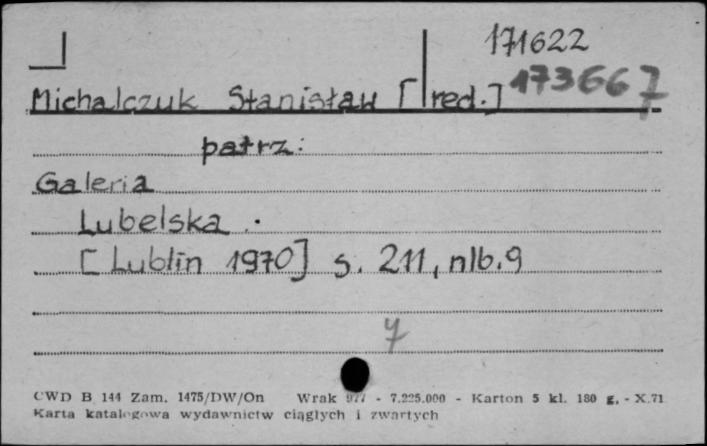 171622
Michalczuk Stanisław [red.] 173667
patrz:
Galeria
Lubelska.
[Lublin 1970] s. 211, nlb. 9
y
CWD B 144 Zam. 1475/DW/On Wrak 977 - 7.225.000 - Karton 5 kl. 180 g. - X.71
Karta katalogowa wydawnictw ciągłych i zwartych